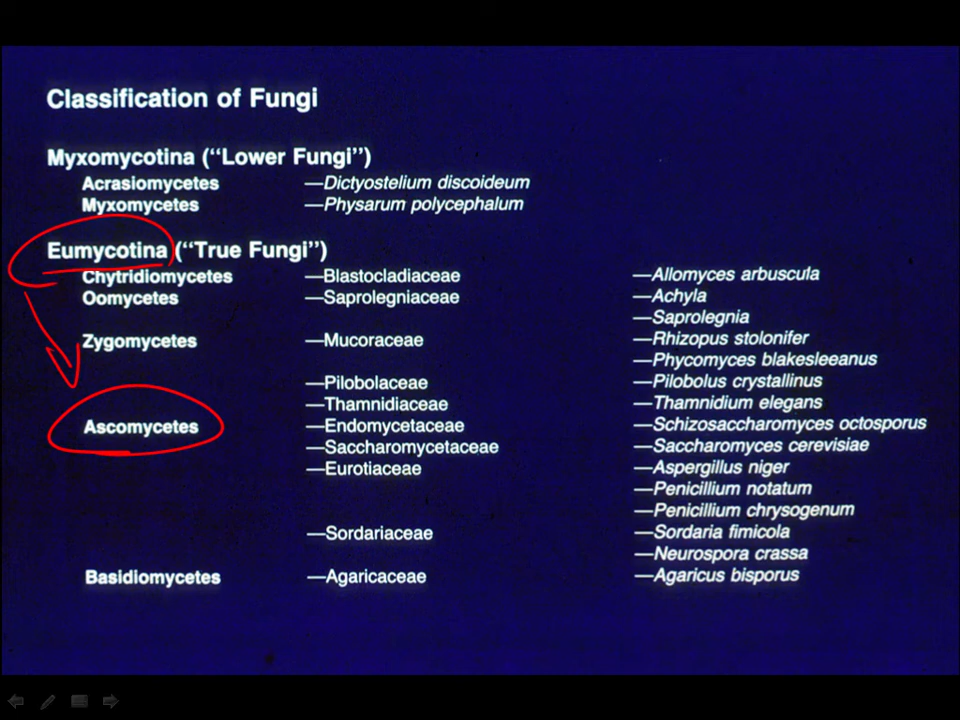 Classification of Fungi
Myxomycotina (“Lower Fungi”)
Acrasiomycetes —Dictyostelium discoideum
Myxomycetes —Physarum polycephalum
Eumycotina (“True Fungi”)
Chytridiomycetes —Blastocladiaceae —Allomyces arbuscula
Oomycetes —Saprolegniaceae —Achyla
—Saprolegnia
Zygomycetes —Mucoraceae —Rhizopus stolonifer
—Phycomyces blakesleeanus
—Pilobolaceae —Pilobolus crystallinus
—Thamnidiaceae —Thamnidium elegans
Ascomycetes —Endomycetaceae —Schizosaccharomyces octosporus
—Saccharomycetaceae —Saccharomyces cerevisiae
—Eurotiaceae —Aspergillus niger
—Penicillium notatum
—Penicillium chrysogenum
—Sordariaceae —Sordaria fimicola
—Neurospora crassa
Basidiomycetes —Agaricaceae —Agaricus bisporus